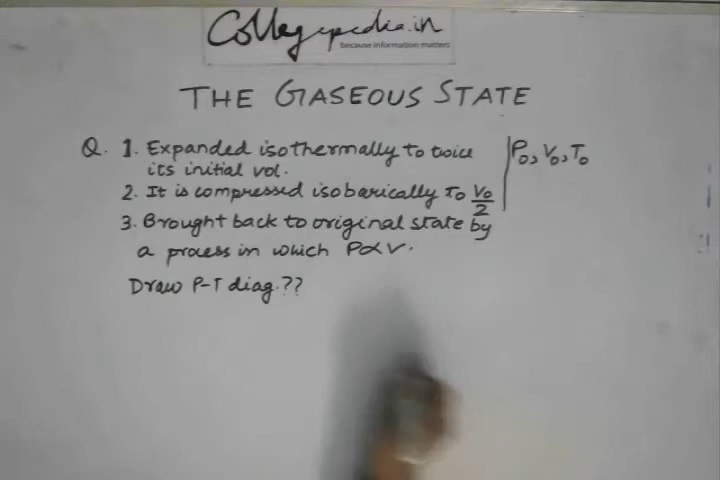 Collegepedia.in
because information matters
THE GASEOUS STATE
Q. 1. Expanded isothermally to twice its initial vol. | P₀, V₀, T₀
2. It is compressed isobarically to V₀/2
3. Brought back to original state by
a process in which P∝V.
Draw P-T diag.??